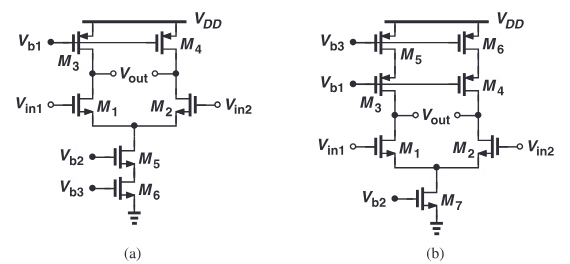 V_DD
V_b1
M_3
M_4
V_out
V_in1
M_1
M_2
V_in2
V_b2
M_5
V_b3
M_6
(a)
V_DD
V_b3
M_5
M_6
V_b1
M_3
M_4
V_out
V_in1
M_1
M_2
V_in2
V_b2
M_7
(b)